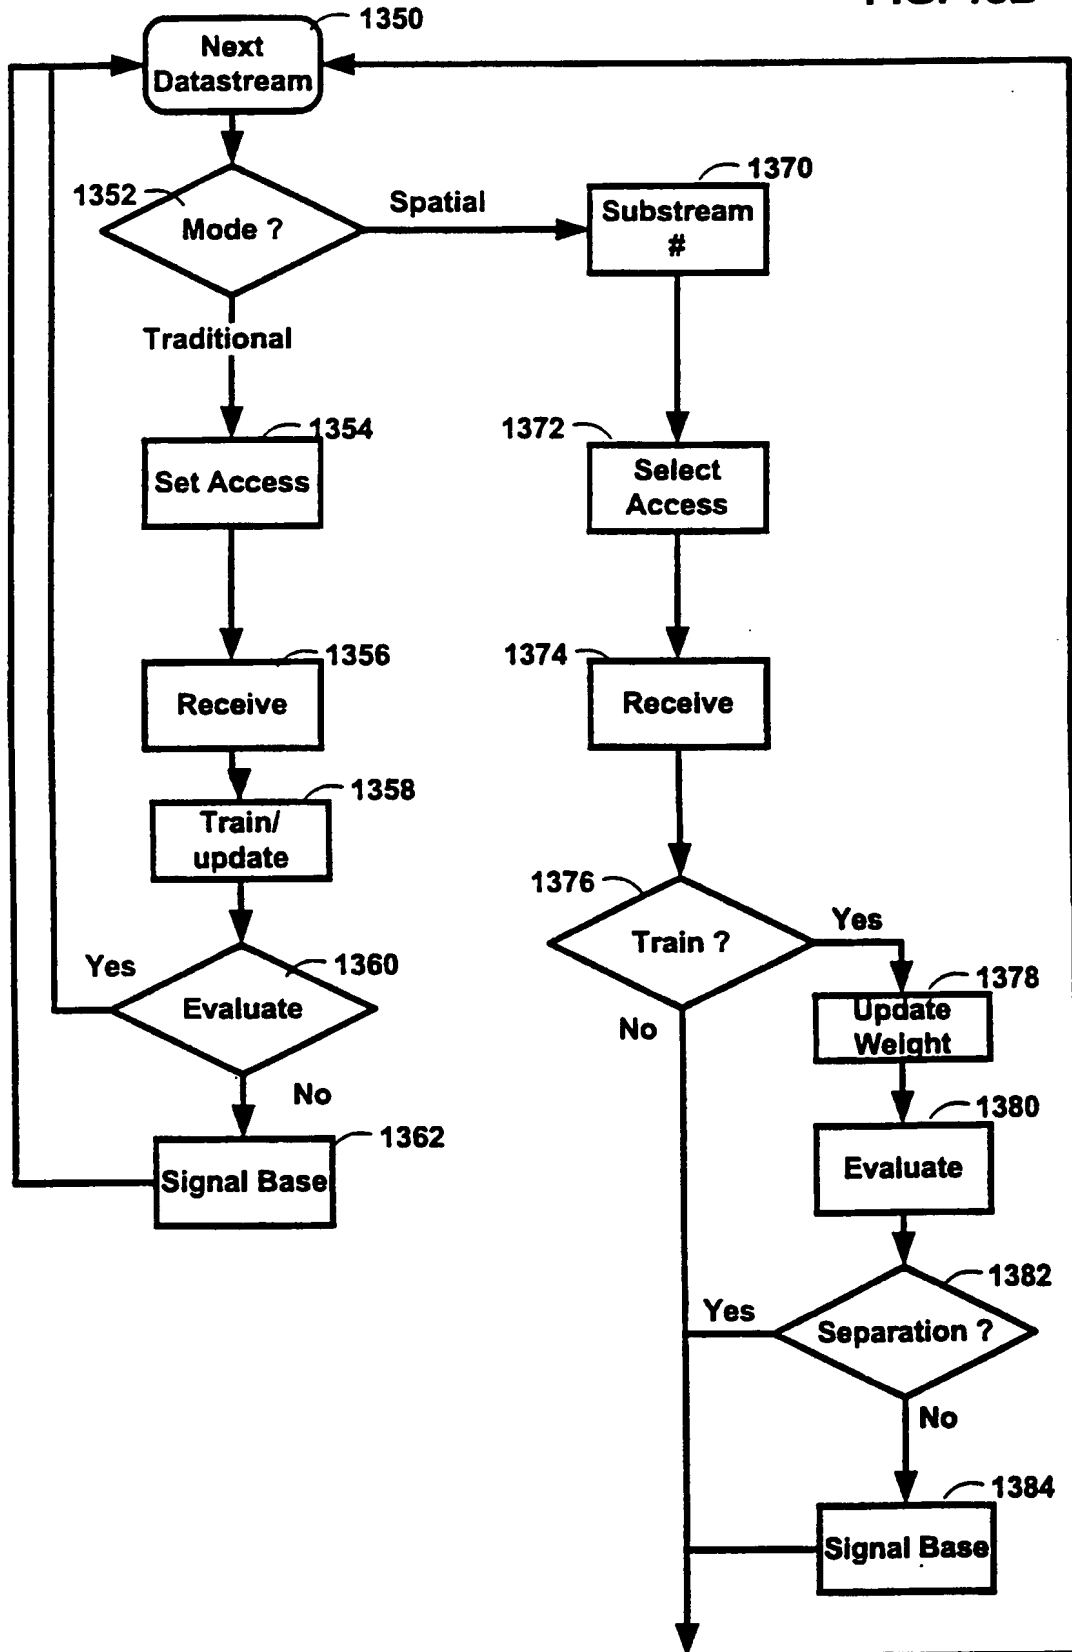 1350
Next
Datastream
1352
Mode ?
Spatial
1370
Substream
#
Traditional
1354
Set Access
1372
Select
Access
1356
Receive
1374
Receive
1358
Train/
update
1376
Train ?
Yes
Yes
1360
Evaluate
1378
Update
Weight
No
No
1362
Signal Base
1380
Evaluate
1382
Separation ?
Yes
No
1384
Signal Base